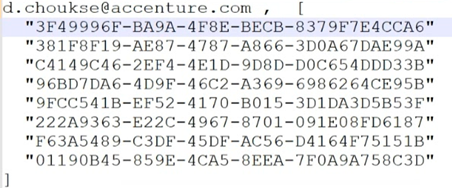 d.choukse@accenture.com , [
"3F49996F-BA9A-4F8E-BECB-8379F7E4CCA6"
"381F8F19-AE87-4787-A866-3D0A67DAE99A"
"C4149C46-2EF4-4E1D-9D8D-D0C654DDD33B"
"96BD7DA6-4D9F-46C2-A369-6986264CE95B"
"9FCC541B-EF52-4170-B015-3D1DA3D5B53F"
"222A9363-E22C-4967-8701-091E08FD6187"
"F63A5489-C3DF-45DF-AC56-D4164F75151B"
"01190B45-859E-4CA5-8EEA-7F0A9A758C3D"
]